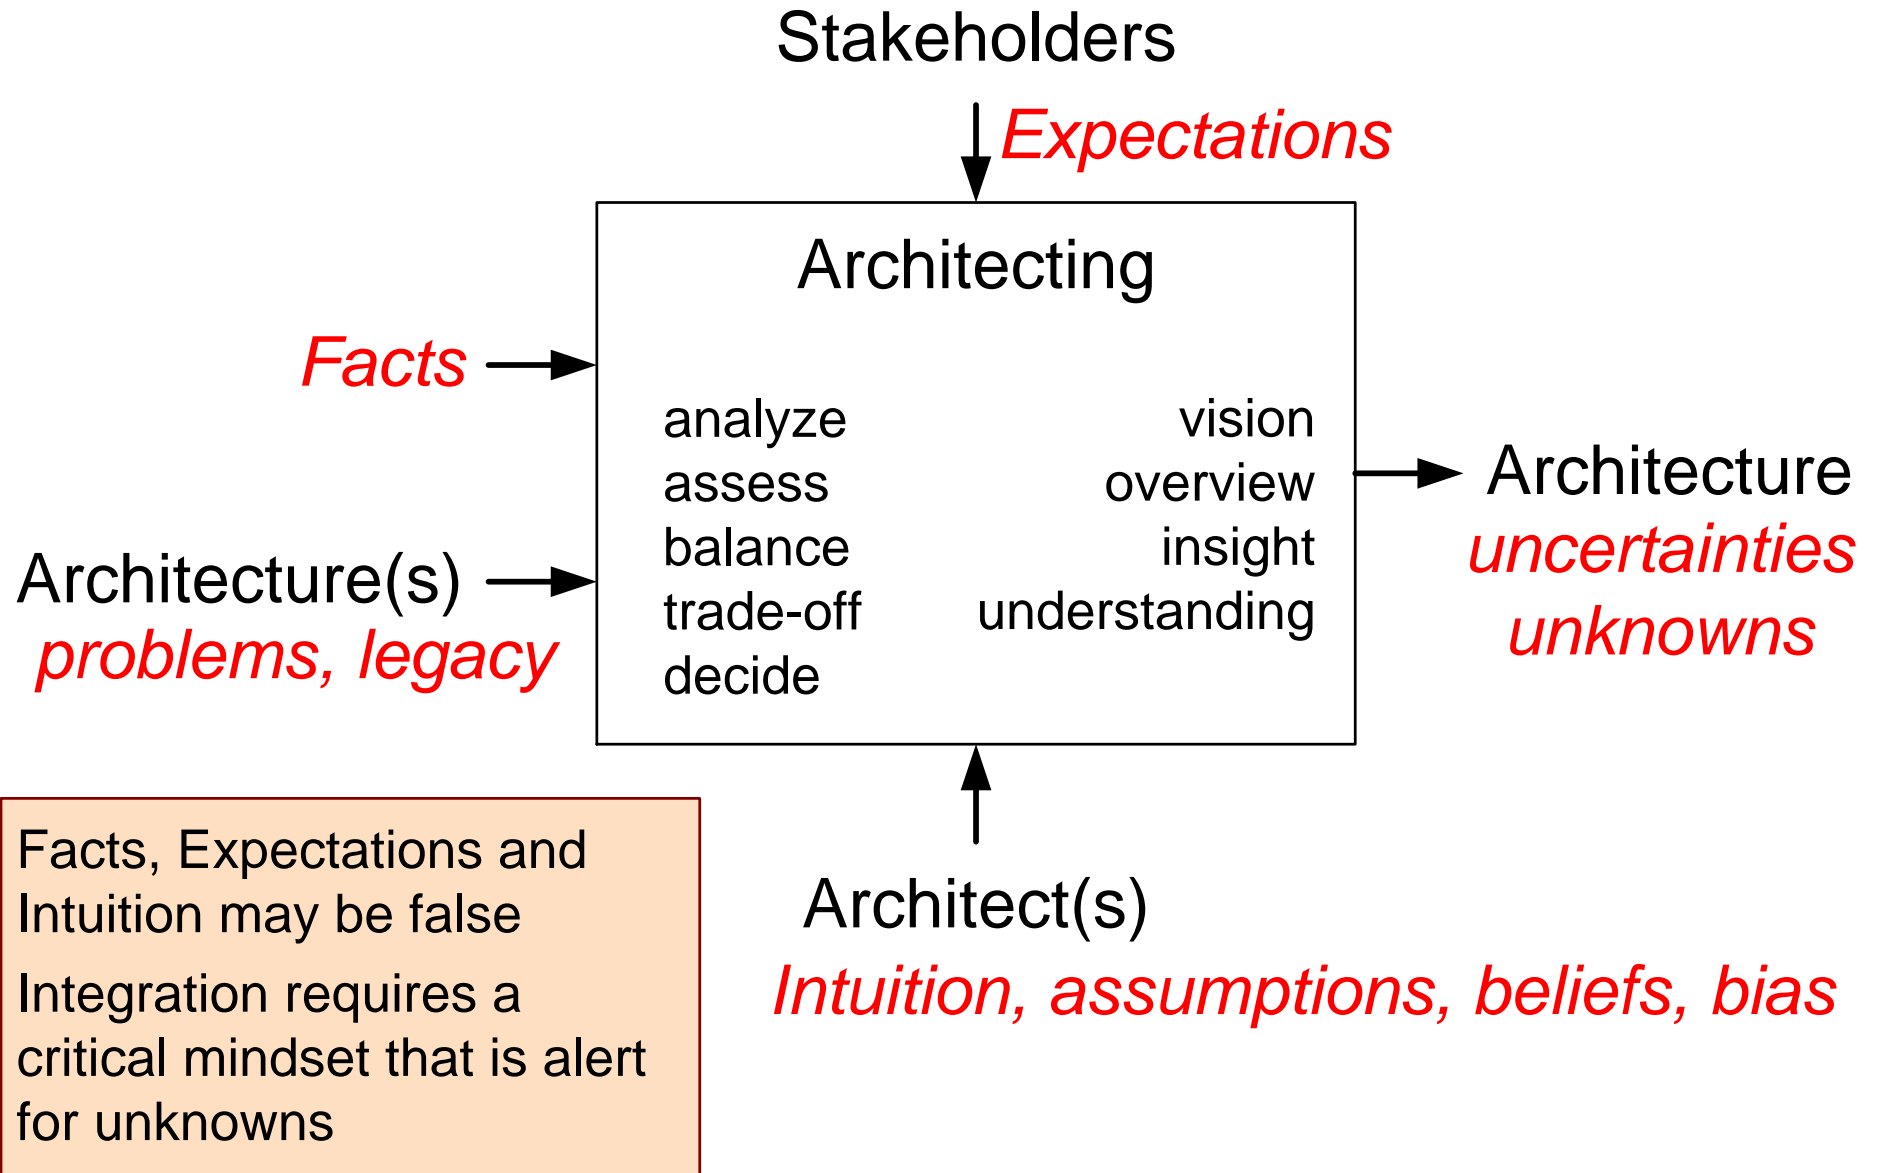 Stakeholders
Expectations
Architecting
Facts
analyze
assess
balance
trade-off
decide
vision
overview
insight
understanding
Architecture(s)
problems, legacy
Architecture
uncertainties
unknowns
Architect(s)
Intuition, assumptions, beliefs, bias
Facts, Expectations and
Intuition may be false
Integration requires a
critical mindset that is alert
for unknowns